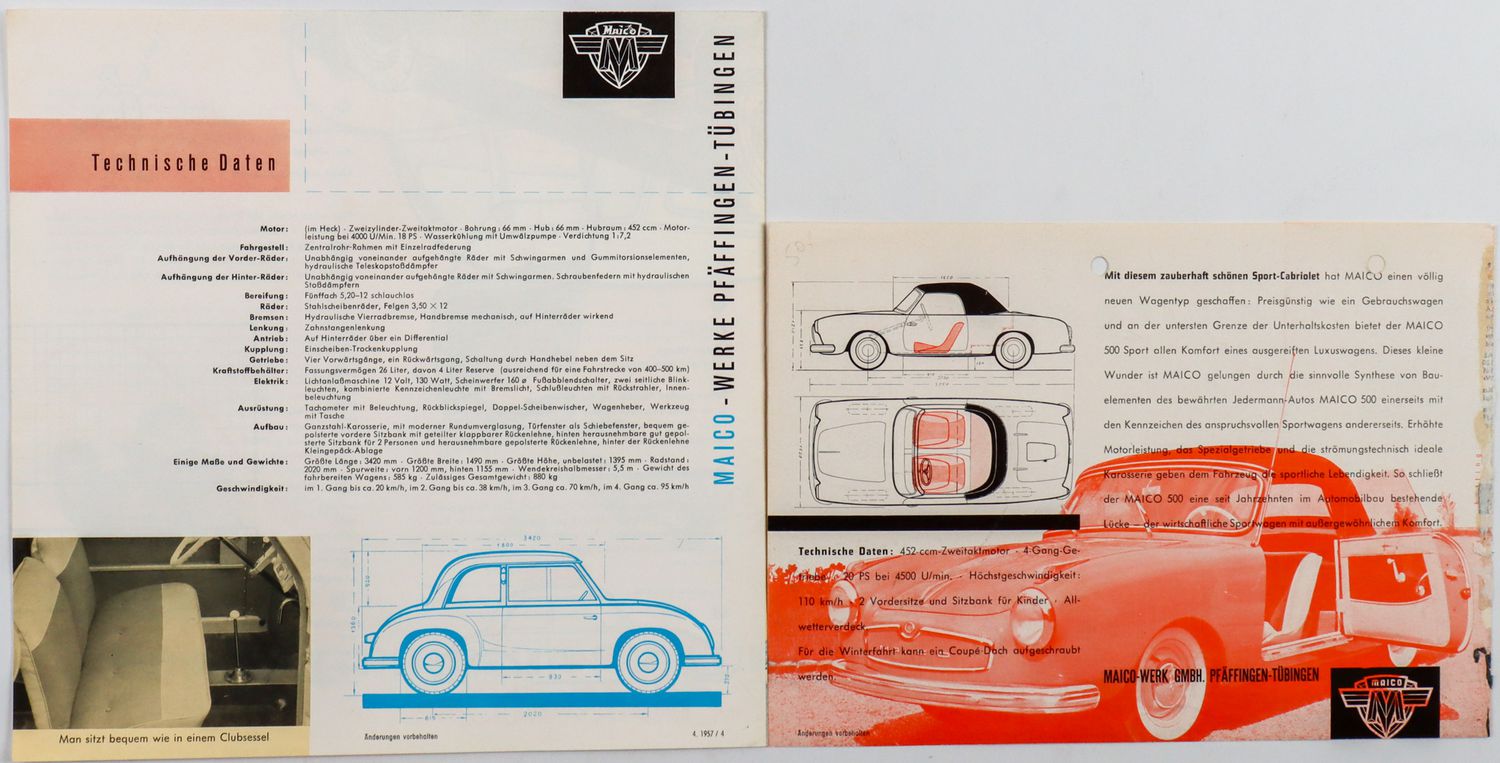 Maico
M
MAICO - WERKE PFÄFFINGEN-TÜBINGEN
Technische Daten
Motor: (im Heck) · Zweizylinder-Zweitaktmotor · Bohrung: 66 mm · Hub: 66 mm · Hubraum: 452 ccm · Motor-
leistung bei 4000 U/Min. 18 PS · Wasserkühlung mit Umwälzpumpe · Verdichtung 1:7,2
Fahrgestell: Zentralrohr-Rahmen mit Einzelradfederung
Aufhängung der Vorder-Räder: Unabhängig voneinander aufgehängte Räder mit Schwingarmen und Gummitorsionselementen,
hydraulische Teleskopstoßdämpfer
Aufhängung der Hinter-Räder: Unabhängig voneinander aufgehängte Räder mit Schwingarmen. Schraubenfedern mit hydraulischen
Stoßdämpfern
Bereifung: Fünffach 5,20–12 schlauchlos
Räder: Stahlscheibenräder, Felgen 3,50 × 12
Bremsen: Hydraulische Vierradbremse, Handbremse mechanisch, auf Hinterräder wirkend
Lenkung: Zahnstangenlenkung
Antrieb: Auf Hinterräder über ein Differential
Kupplung: Einscheiben-Trockenkupplung
Getriebe: Vier Vorwärtsgänge, ein Rückwärtsgang, Schaltung durch Handhebel neben dem Sitz
Kraftstoffbehälter: Fassungsvermögen 26 Liter, davon 4 Liter Reserve (ausreichend für eine Fahrstrecke von 400–500 km)
Elektrik: Lichtanlaßmaschine 12 Volt, 130 Watt, Scheinwerfer 160 ø Fußabblendschalter, zwei seitliche Blink-
leuchten, kombinierte Kennzeichenleuchte mit Bremslicht, Schlußleuchten mit Rückstrahler, Innen-
beleuchtung
Ausrüstung: Tachometer mit Beleuchtung, Rückblickspiegel, Doppel-Scheibenwischer, Wagenheber, Werkzeug
mit Tasche
Aufbau: Ganzstahl-Karosserie, mit moderner Rundumverglasung, Türfenster als Schiebefenster, bequem ge-
polsterte vordere Sitzbank mit geteilter klappbarer Rückenlehne, hinten herausnehmbare gut gepol-
sterte Sitzbank für 2 Personen und herausnehmbare gepolsterte Rückenlehne, hinter der Rückenlehne
Kleingepäck-Ablage
Einige Maße und Gewichte: Größte Länge: 3420 mm · Größte Breite: 1490 mm · Größte Höhe, unbelastet: 1395 mm · Radstand:
2020 mm · Spurweite: vorn 1200 mm, hinten 1155 mm · Wendekreishalbmesser: 5,5 m · Gewicht des
fahrbereiten Wagens: 585 kg · Zulässiges Gesamtgewicht: 880 kg
Geschwindigkeit: im 1. Gang bis ca. 20 km/h, im 2. Gang bis ca. 38 km/h, im 3. Gang ca. 70 km/h, im 4. Gang ca. 95 km/h
3420
1600
830
615
2020
Man sitzt bequem wie in einem Clubsessel
Änderungen vorbehalten
4. 1957 / 4
Mit diesem zauberhaft schönen Sport-Cabriolet hat MAICO einen völlig
neuen Wagentyp geschaffen: Preisgünstig wie ein Gebrauchswagen
und an der untersten Grenze der Unterhaltskosten bietet der MAICO
500 Sport allen Komfort eines ausgereiften Luxuswagens. Dieses kleine
Wunder ist MAICO gelungen durch die sinnvolle Synthese von Bau-
elementen des bewährten Jedermann-Autos MAICO 500 einerseits mit
den Kennzeichen des anspruchsvollen Sportwagens andererseits. Erhöhte
Motorleistung, das Spezialgetriebe und die strömungstechnisch ideale
Karosserie geben dem Fahrzeug die sportliche Lebendigkeit. So schließt
der MAICO 500 eine seit Jahrzehnten im Automobilbau bestehende
Lücke – der wirtschaftliche Sportwagen mit außergewöhnlichem Komfort.
Technische Daten: 452-ccm-Zweitaktmotor · 4-Gang-Ge-
triebe · 20 PS bei 4500 U/min. · Höchstgeschwindigkeit:
110 km/h · 2 Vordersitze und Sitzbank für Kinder · All-
wetterverdeck.
Für die Winterfahrt kann ein Coupé-Dach aufgeschraubt
werden.
MAICO-WERK GMBH. PFÄFFINGEN-TÜBINGEN
MAICO
M
Änderungen vorbehalten